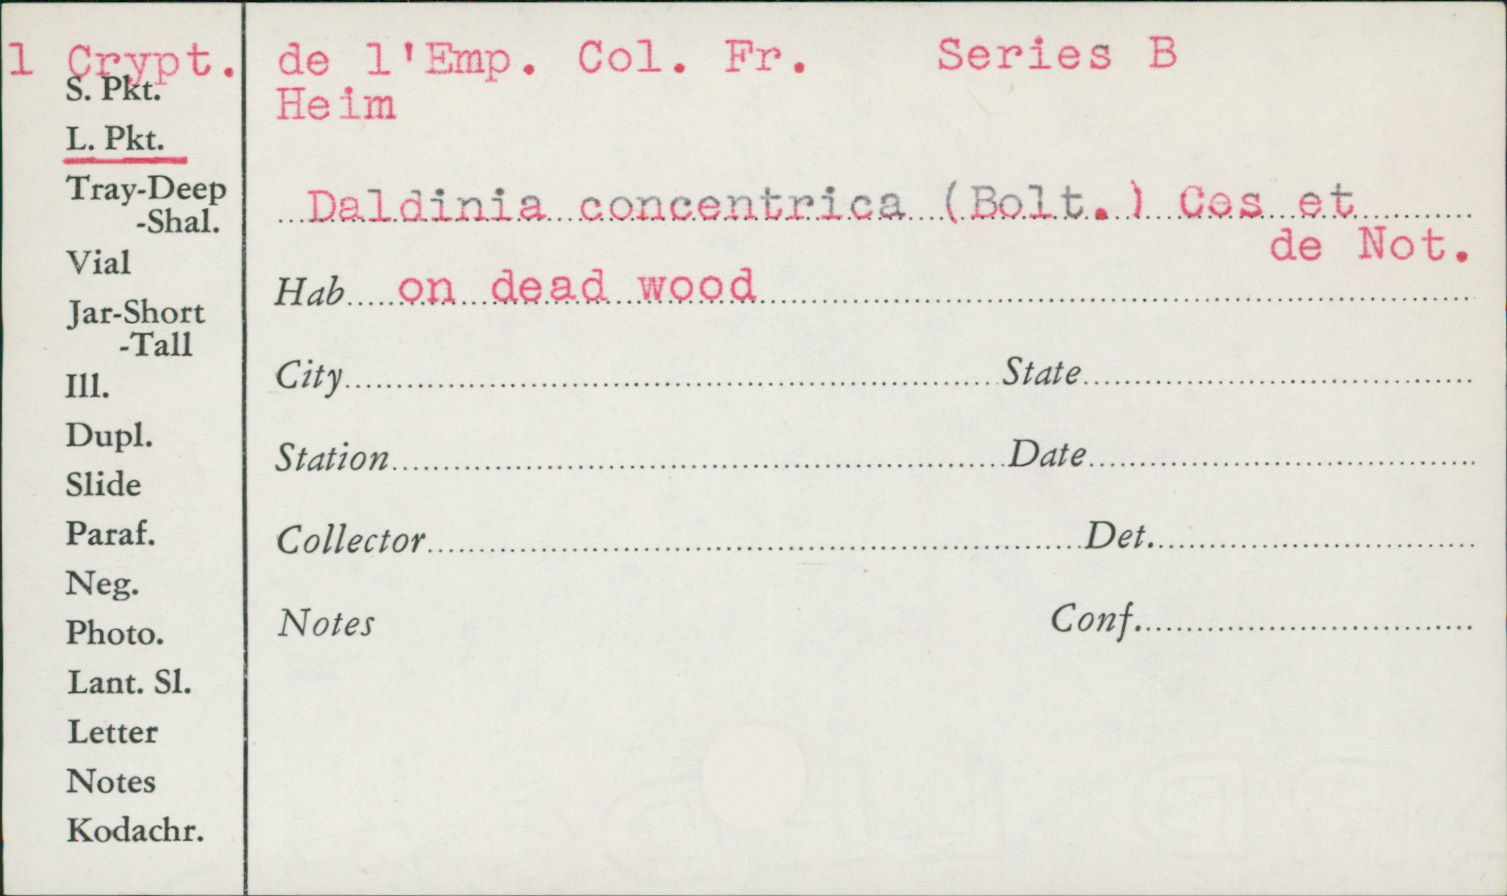 1 Crypt. de l'Emp. Col. Fr. Series B
Heim
S. Pkt.
L. Pkt.
Tray-Deep
-Shal.
Vial
Jar-Short
-Tall
Ill.
Dupl.
Slide
Paraf.
Neg.
Photo.
Lant. Sl.
Letter
Notes
Kodachr.
Daldinia concentrica (Bolt.) Ces et
de Not.
Hab on dead wood
City State
Station Date
Collector Det.
Notes Conf.